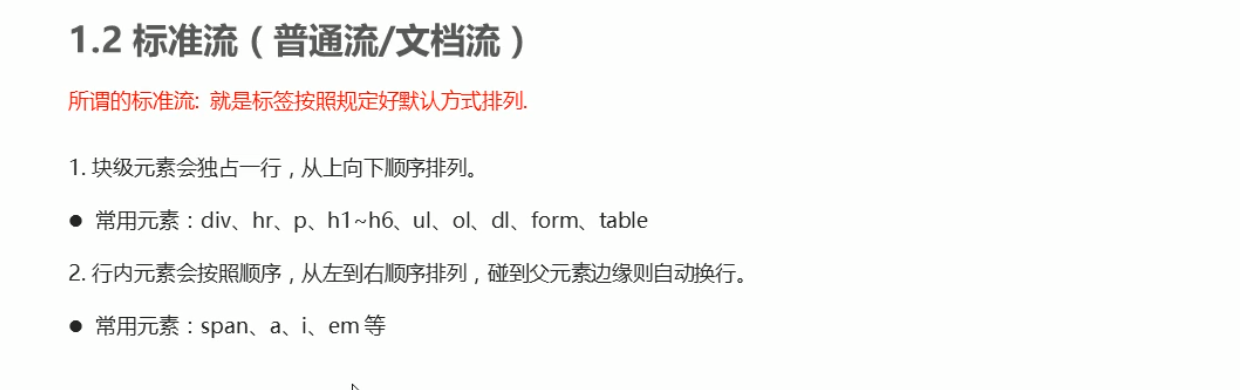 1.2 标准流（普通流/文档流）
所谓的标准流: 就是标签按照规定好默认方式排列.
1. 块级元素会独占一行，从上向下顺序排列。
● 常用元素：div、hr、p、h1~h6、ul、ol、dl、form、table
2. 行内元素会按照顺序，从左到右顺序排列，碰到父元素边缘则自动换行。
● 常用元素：span、a、i、em 等